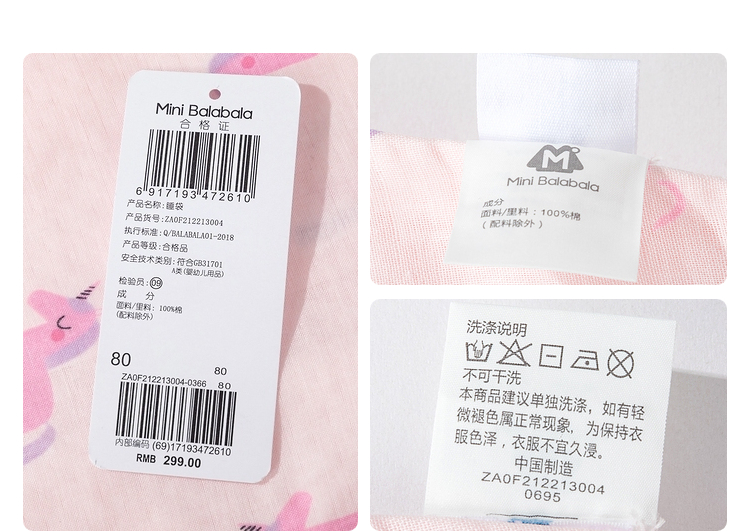 Mini Balabala
合格证
6 917193 472610
产品名称:睡袋
产品货号:ZA0F212213004
执行标准:Q/BALABALA01-2018
产品等级:合格品
安全技术类别:符合GB31701
A类(婴幼儿用品)
检验员:09
成 分
面料/里料: 100%棉
(配料除外)
80
80
ZA0F212213004-0366 80
内部编码 (69)17193472610
RMB 299.00
M
Mini Balabala
成分
面料/里料:100%棉
(配料除外)
洗涤说明
不可干洗
本商品建议单独洗涤,如有轻
微褪色属正常现象,为保持衣
服色泽,衣服不宜久浸。
中国制造
ZA0F212213004
0695